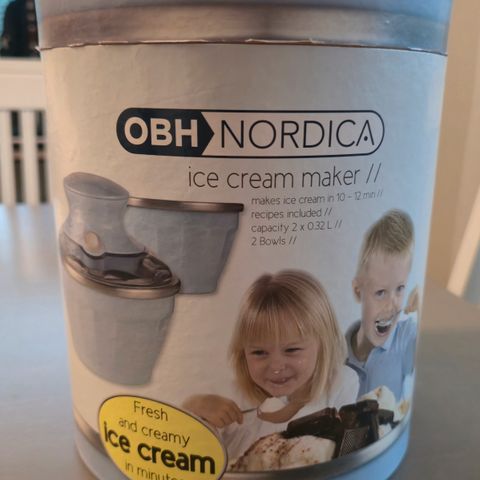 OBH NORDICA
ice cream maker //
makes ice cream in 10 – 12 min //
recipes included //
capacity 2 x 0.32 L //
2 Bowls //
Fresh
and creamy
ice cream
in minutes